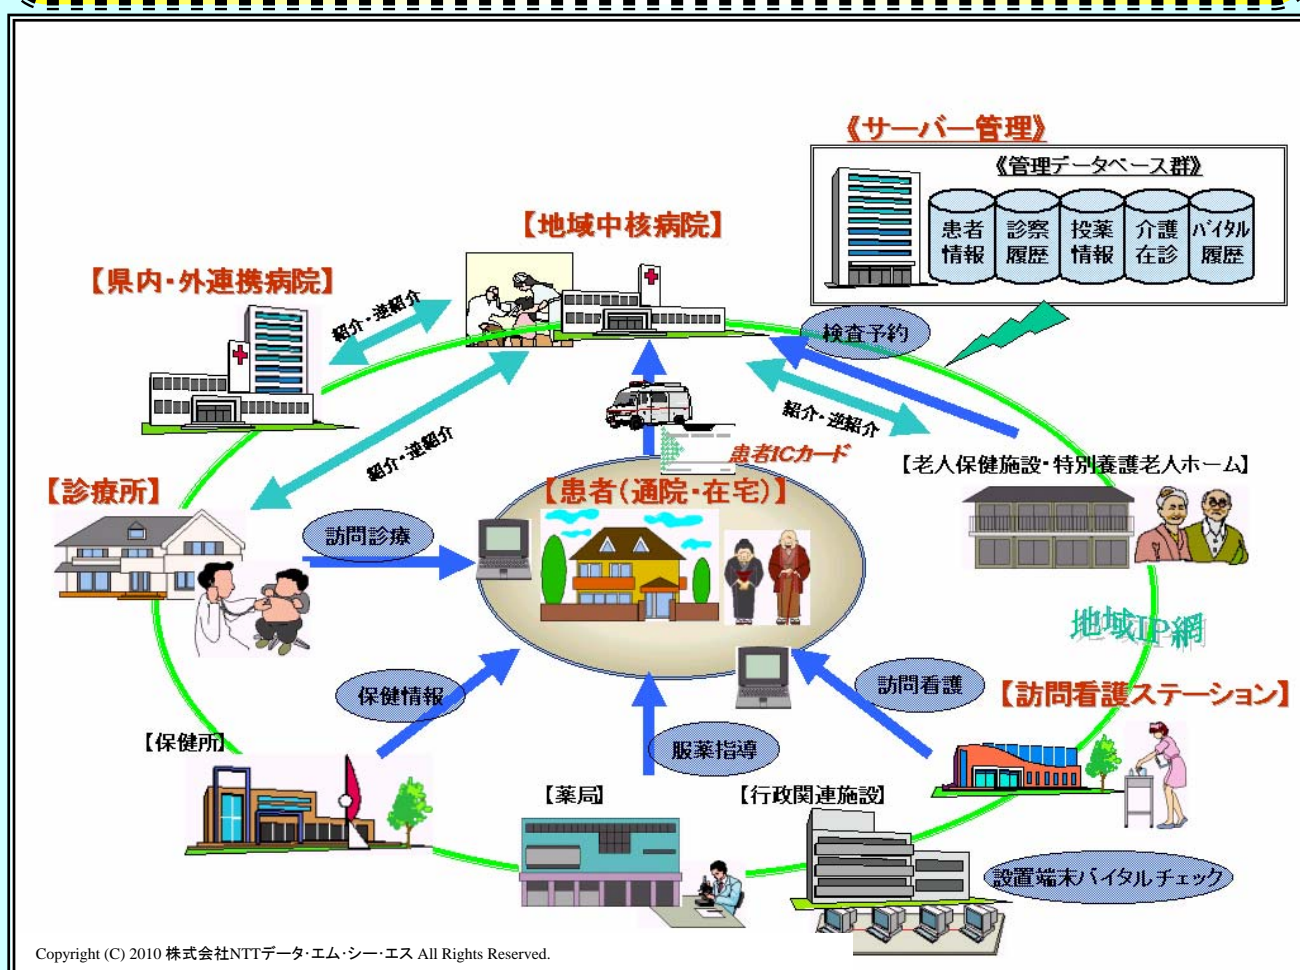 《サーバー管理》
《管理データベース群》
患者
情報
診察
履歴
投薬
情報
介護
在診
バイタル
履歴
【地域中核病院】
【県内・外連携病院】
紹介・逆紹介
検査予約
紹介・逆紹介
紹介・逆紹介
患者ICカード
【老人保健施設・特別養護老人ホーム】
【診療所】
【患者(通院・在宅)】
訪問診療
地域IP網
保健情報
訪問看護
【訪問看護ステーション】
【保健所】
服薬指導
【薬局】
【行政関連施設】
設置端末バイタルチェック
Copyright (C) 2010 株式会社NTTデータ・エム・シー・エス All Rights Reserved.